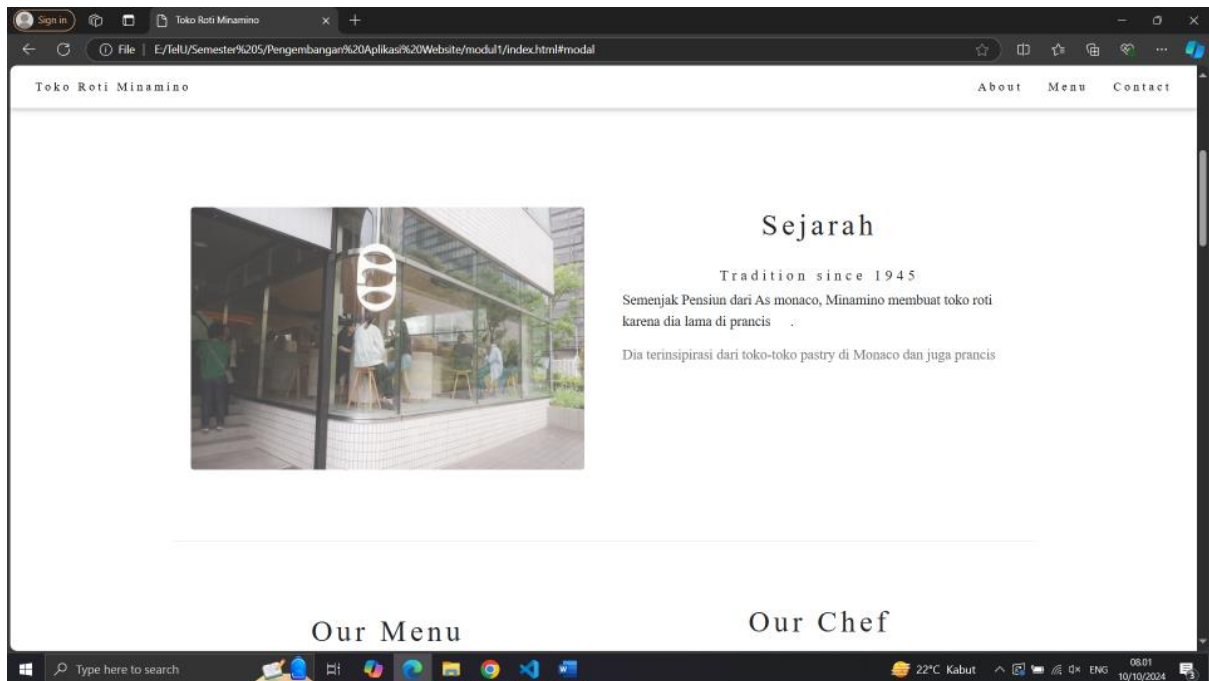 Sign in
Toko Roti Minamino
File
E:/TelU/Semester%205/Pengembangan%20Aplikasi%20Website/modul1/index.html#modal
Toko Roti Minamino
About Menu Contact
Sejarah
Tradition since 1945
Semenjak Pensiun dari As monaco, Minamino membuat toko roti
karena dia lama di prancis .
Dia terinsipirasi dari toko-toko pastry di Monaco dan juga prancis
Our Menu
Our Chef
Type here to search
22°C Kabut
ENG
08.01
10/10/2024
3